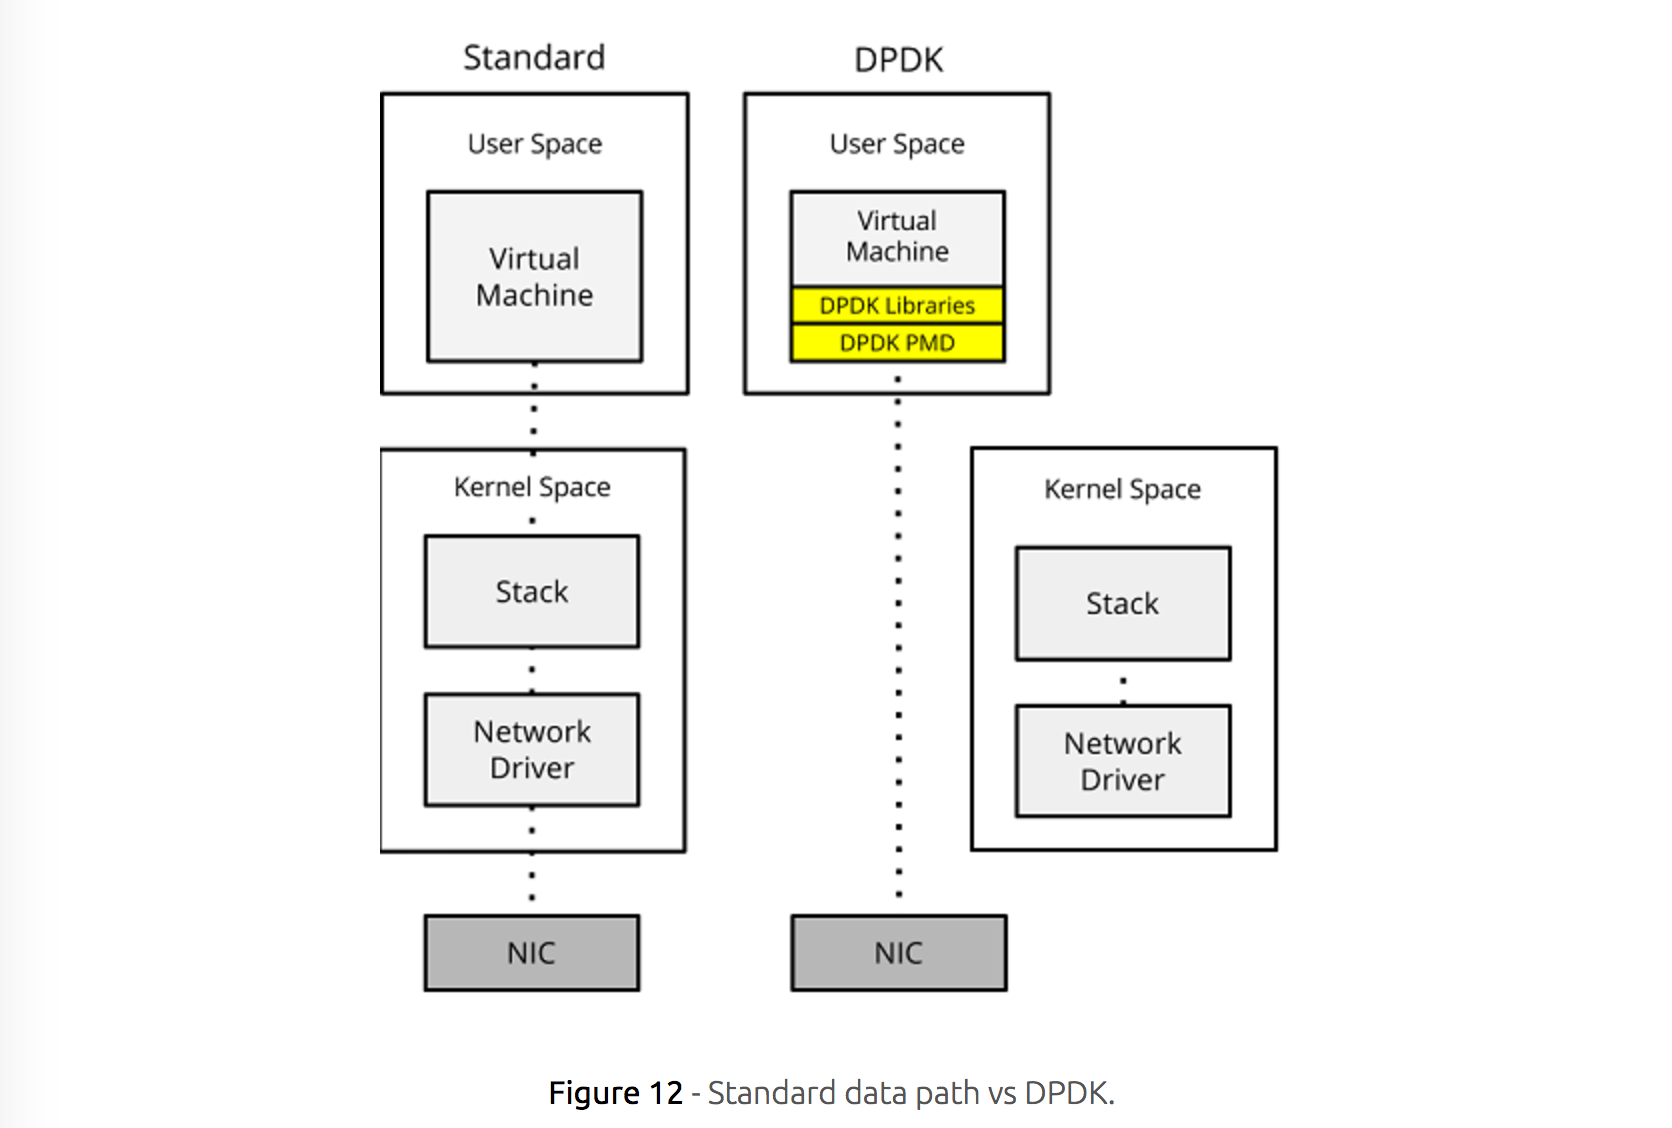 Standard
User Space
Virtual
Machine
Kernel Space
Stack
Network
Driver
NIC
DPDK
User Space
Virtual
Machine
DPDK Libraries
DPDK PMD
NIC
Kernel Space
Stack
Network
Driver
Figure 12 - Standard data path vs DPDK.